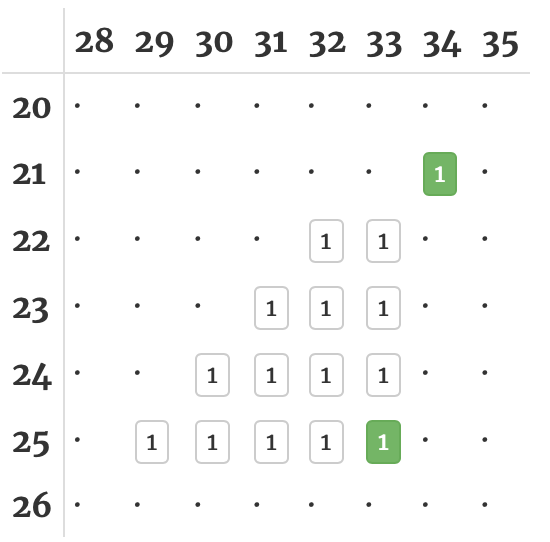 28 29 30 31 32 33 34 35
20 · · · · · · · ·
21 · · · · · · 1 ·
22 · · · · 1 1 · ·
23 · · · 1 1 1 · ·
24 · · 1 1 1 1 · ·
25 · 1 1 1 1 1 · ·
26 · · · · · · · ·